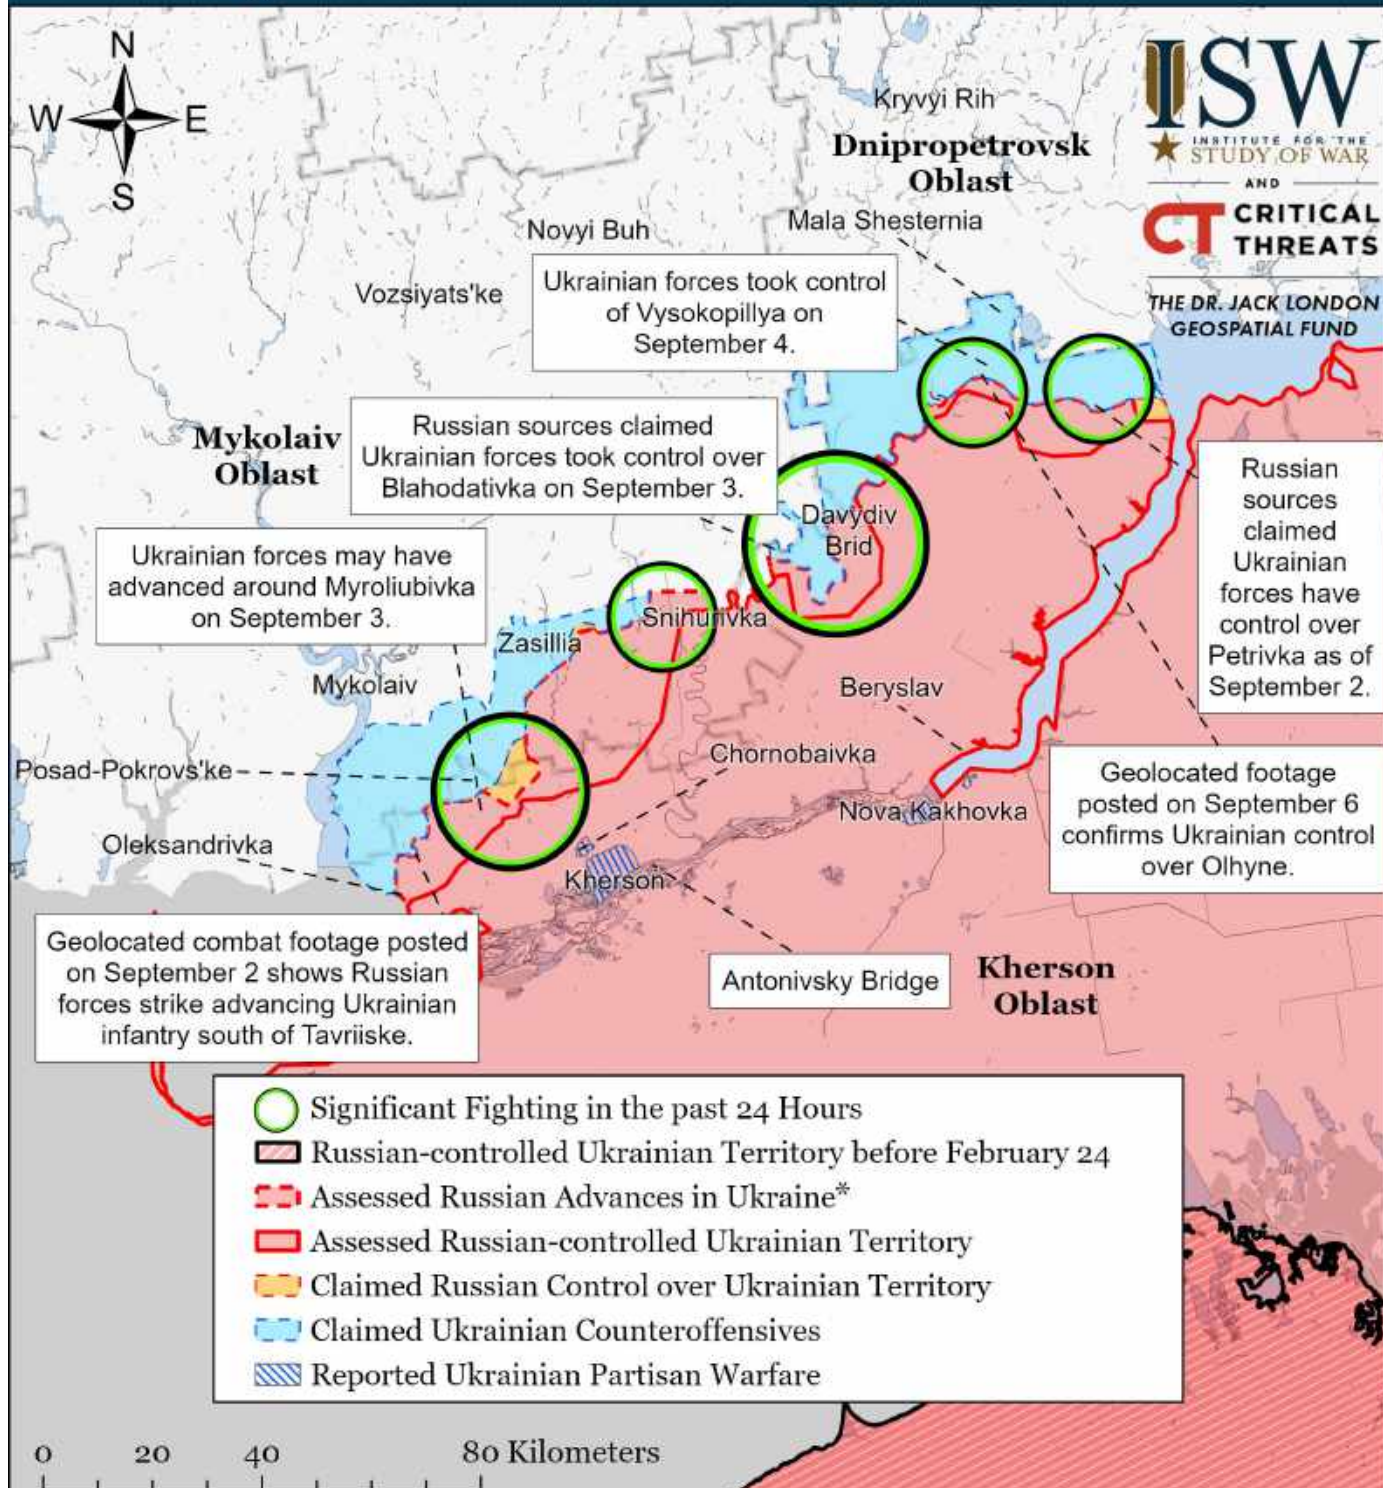 N
W
E
S
ISW
INSTITUTE FOR THE
STUDY OF WAR
AND
CT CRITICAL
THREATS
THE DR. JACK LONDON
GEOSPATIAL FUND
Kryvyi Rih
Dnipropetrovsk
Oblast
Mala Shesternia
Novyi Buh
Vozsiyats'ke
Ukrainian forces took control
of Vysokopillya on
September 4.
Mykolaiv
Oblast
Russian sources claimed
Ukrainian forces took control over
Blahodativka on September 3.
Russian
sources
claimed
Ukrainian
forces have
control over
Petrivka as of
September 2.
Davydiv
Brid
Ukrainian forces may have
advanced around Myroliubivka
on September 3.
Snihurivka
Zasillia
Mykolaiv
Beryslav
Chornobaivka
Posad-Pokrovs'ke
Geolocated footage
posted on September 6
confirms Ukrainian control
over Olhyne.
Nova Kakhovka
Oleksandrivka
Kherson
Geolocated combat footage posted
on September 2 shows Russian
forces strike advancing Ukrainian
infantry south of Tavriiske.
Antonivsky Bridge
Kherson
Oblast
Significant Fighting in the past 24 Hours
Russian-controlled Ukrainian Territory before February 24
Assessed Russian Advances in Ukraine*
Assessed Russian-controlled Ukrainian Territory
Claimed Russian Control over Ukrainian Territory
Claimed Ukrainian Counteroffensives
Reported Ukrainian Partisan Warfare
0 20 40 80 Kilometers